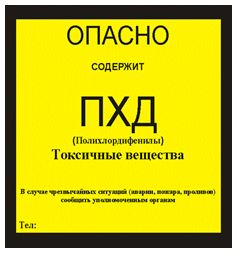 ОПАСНО
СОДЕРЖИТ
ПХД
(Полихлордифенилы)
Токсичные вещества
В случае чрезвычайных ситуаций (аварии, пожара, проливов)
сообщить уполномоченным органам
Тел: